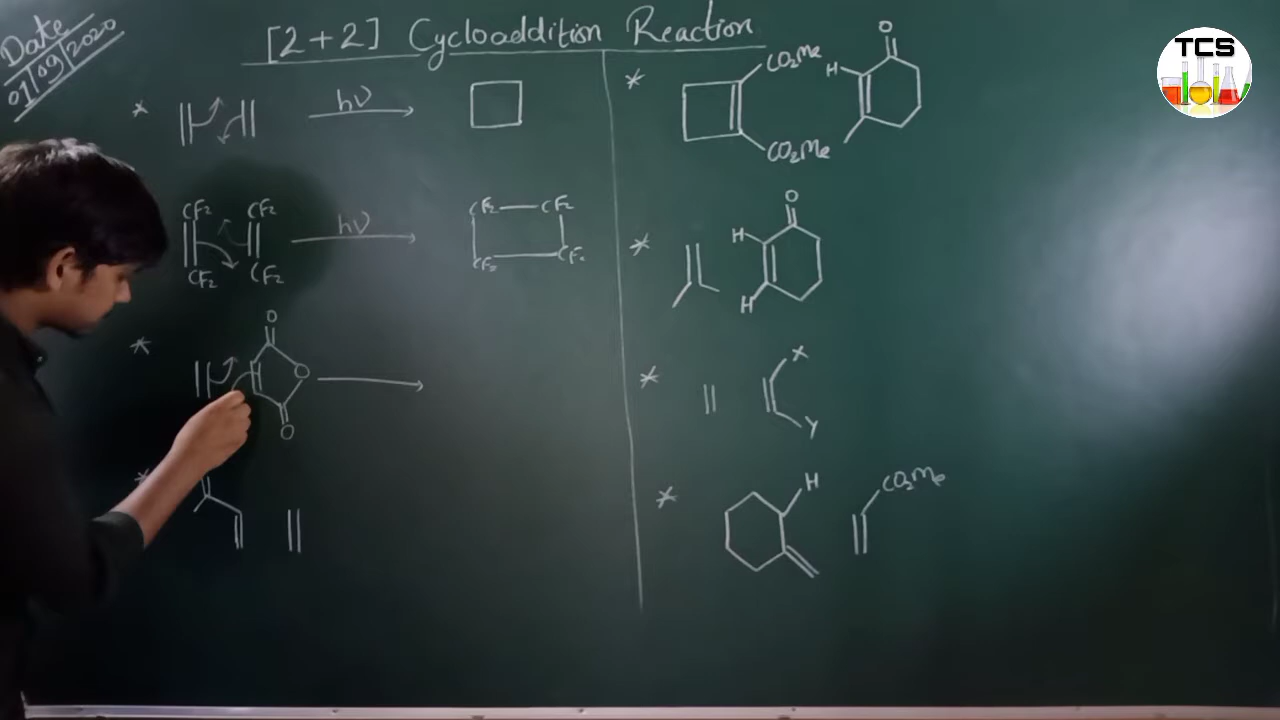 Date
01/09/2020
[2+2] Cycloaddition Reaction
TCS
* hν
CF2 CF2
CF2 CF2
hν
CF2 CF2
CF2 CF2
* O
O
O
*
* CO2Me
CO2Me
H O
* H O
H
* X
Y
* H
CO2Me